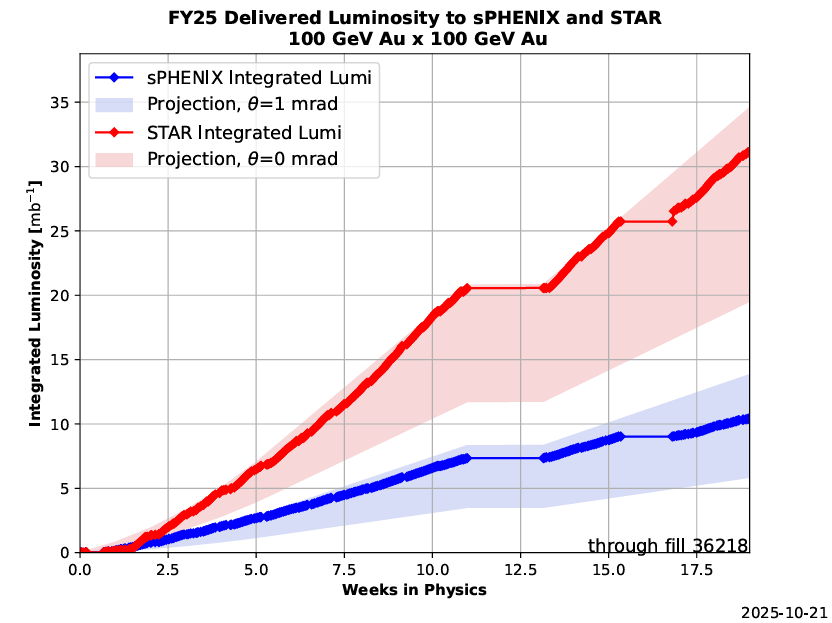 FY25 Delivered Luminosity to sPHENIX and STAR
100 GeV Au x 100 GeV Au
sPHENIX Integrated Lumi
Projection, θ=1 mrad
STAR Integrated Lumi
Projection, θ=0 mrad
Integrated Luminosity [mb⁻¹]
35
30
25
20
15
10
5
0
through fill 36218
0.0 2.5 5.0 7.5 10.0 12.5 15.0 17.5
Weeks in Physics
2025-10-21